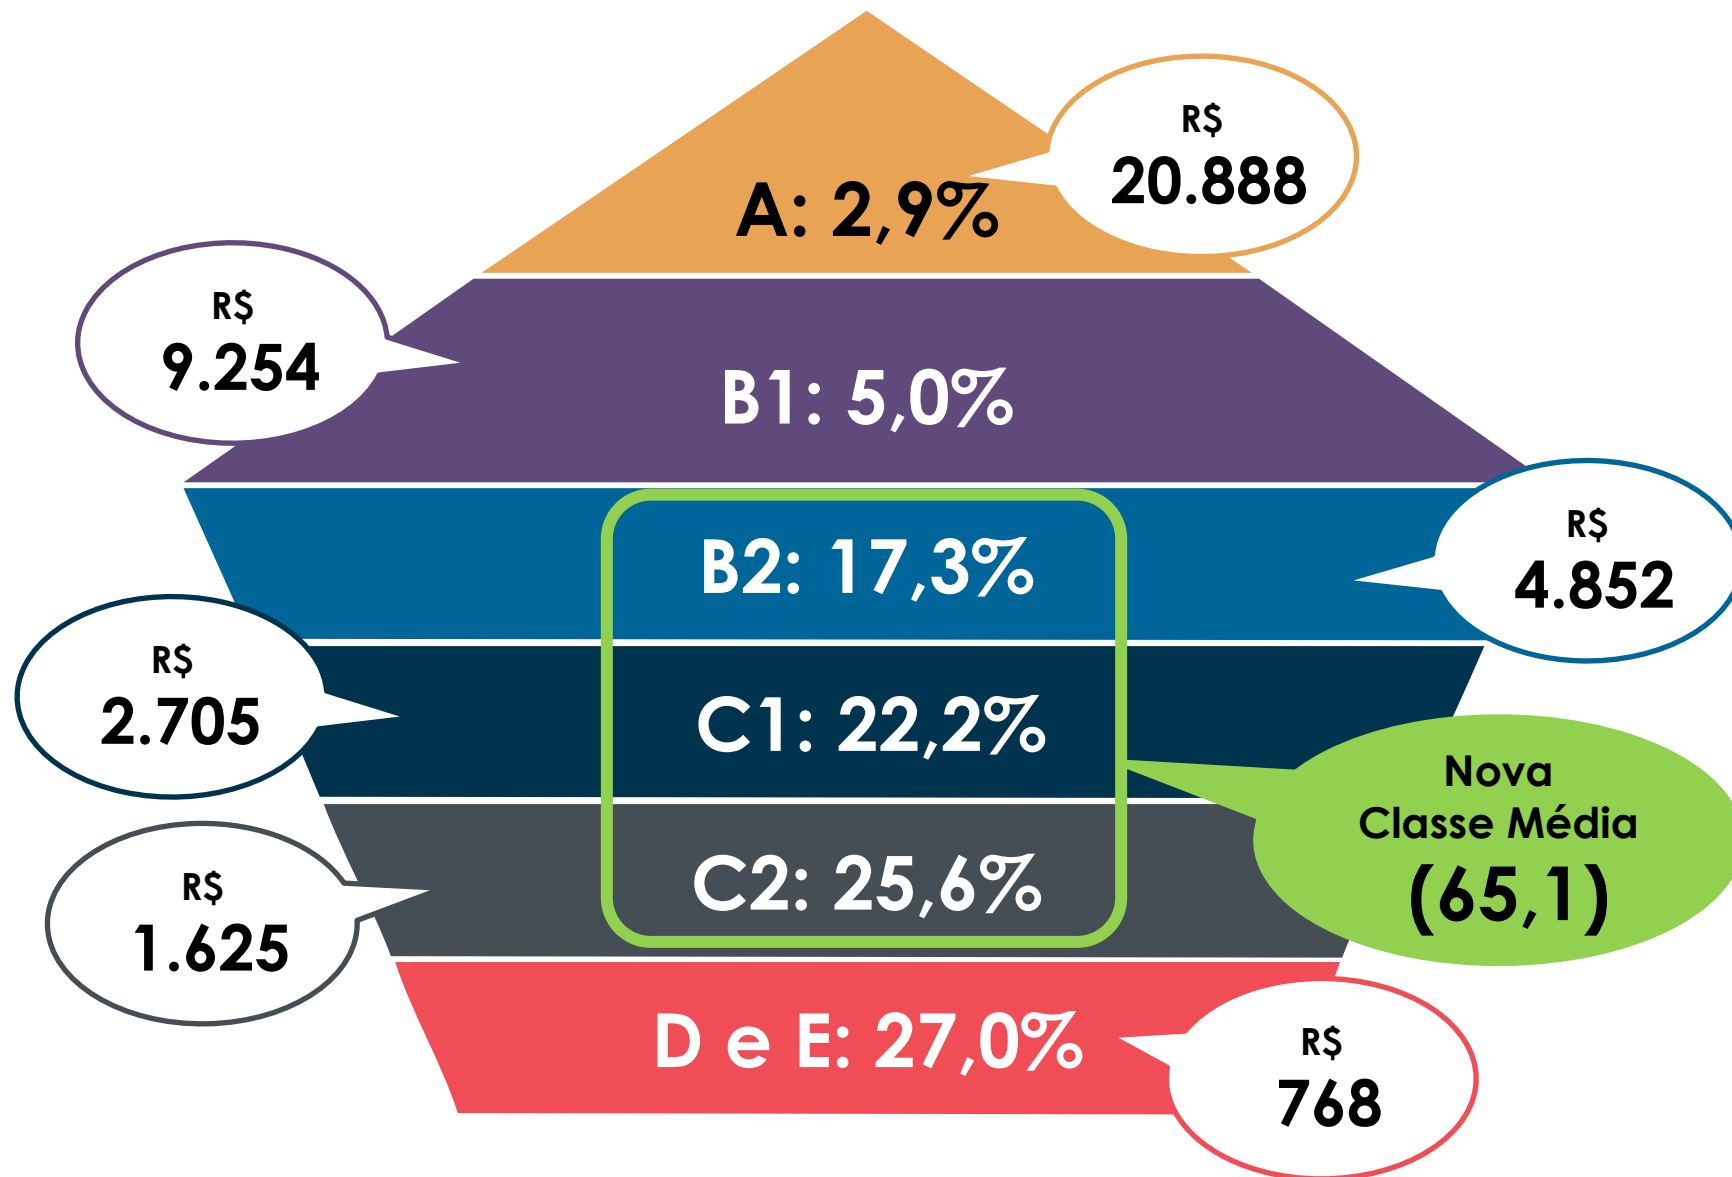 R$
20.888
A: 2,9%
R$
9.254
B1: 5,0%
B2: 17,3%
R$
4.852
R$
2.705
C1: 22,2%
Nova
Classe Média
(65,1)
C2: 25,6%
R$
1.625
D e E: 27,0%
R$
768